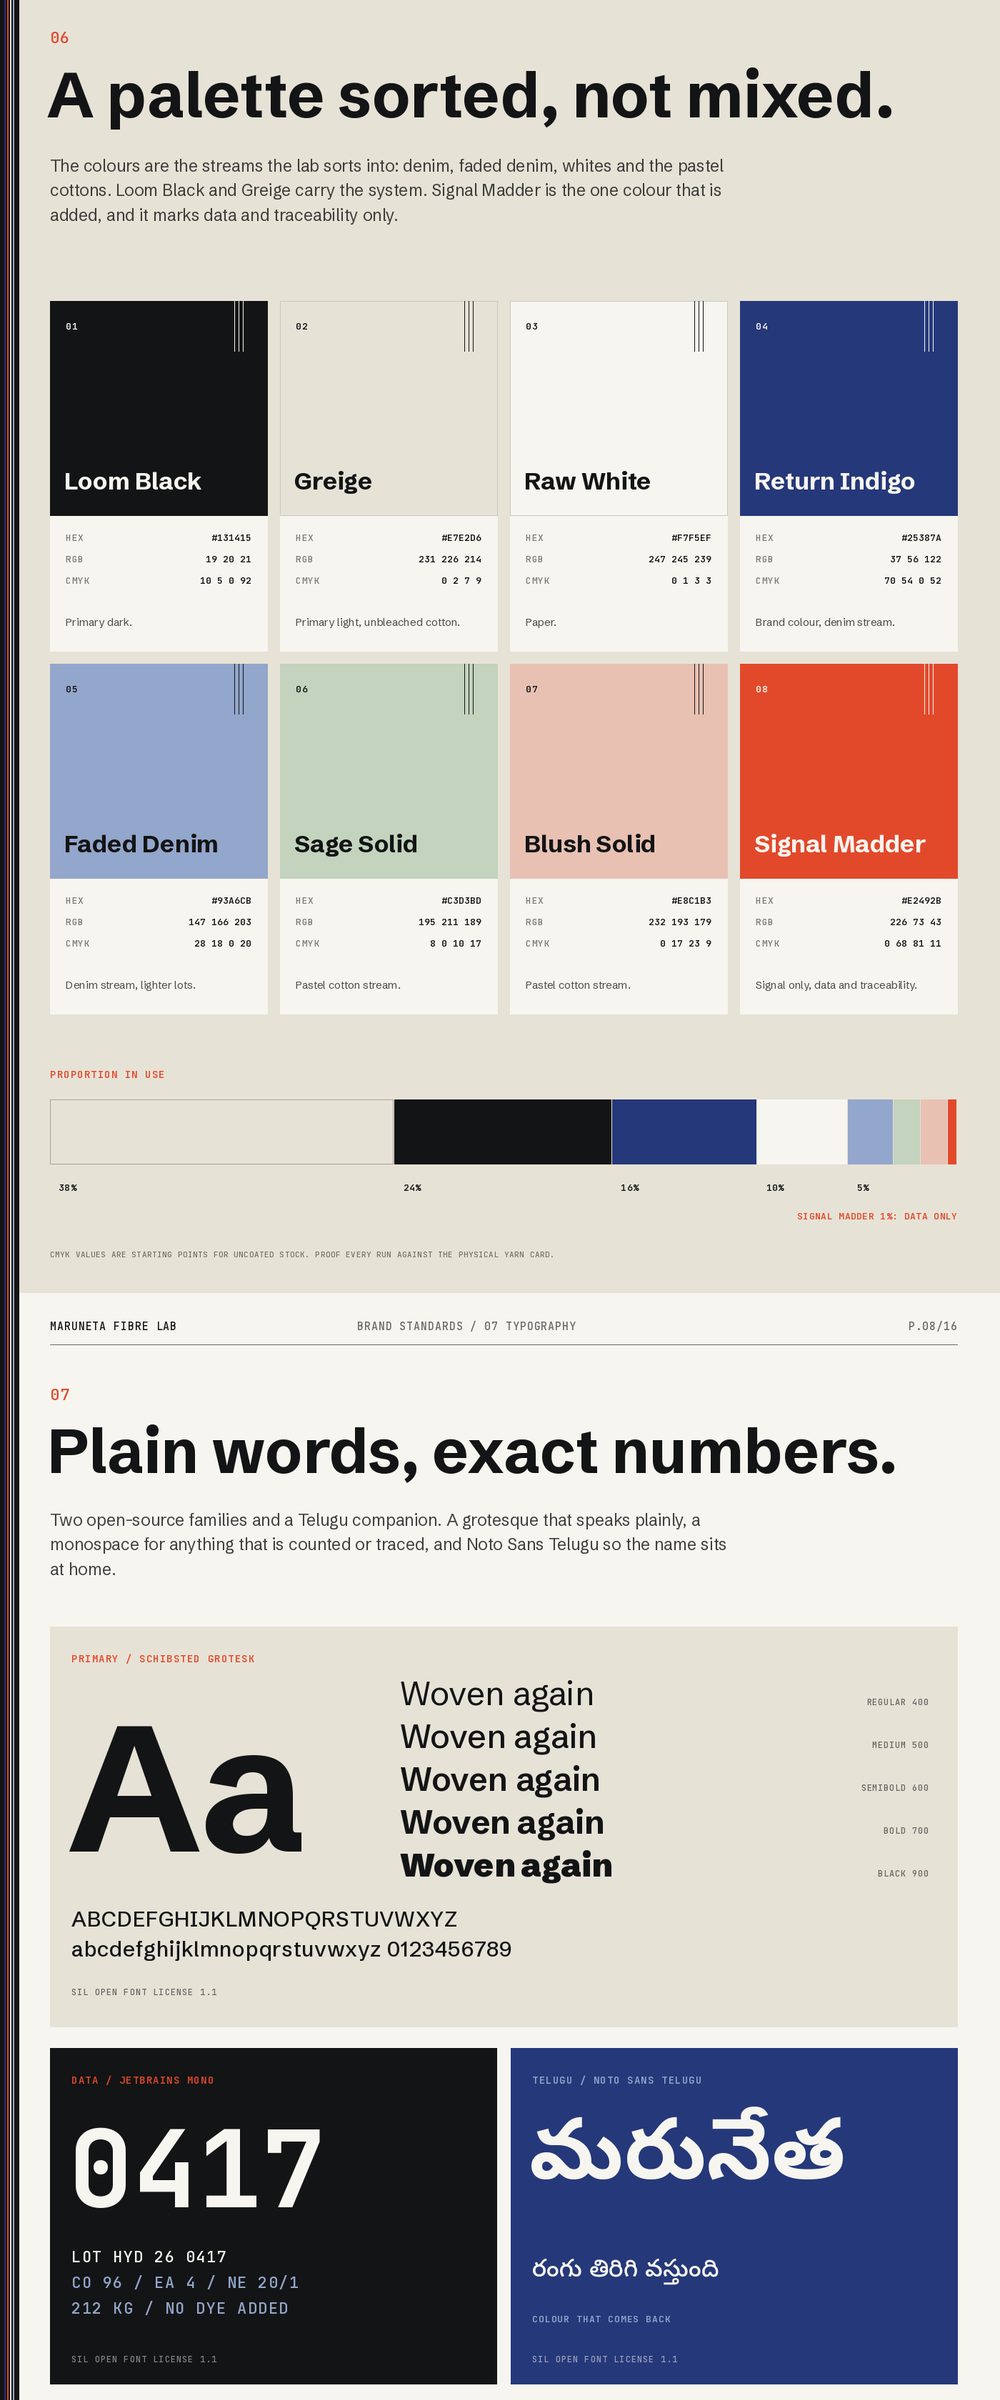 06
A palette sorted, not mixed.
The colours are the streams the lab sorts into: denim, faded denim, whites and the pastel
cottons. Loom Black and Greige carry the system. Signal Madder is the one colour that is
added, and it marks data and traceability only.
01
Loom Black
HEX #131415
RGB 19 20 21
CMYK 10 5 0 92
Primary dark.
02
Greige
HEX #E7E2D6
RGB 231 226 214
CMYK 0 2 7 9
Primary light, unbleached cotton.
03
Raw White
HEX #F7F5EF
RGB 247 245 239
CMYK 0 1 3 3
Paper.
04
Return Indigo
HEX #25387A
RGB 37 56 122
CMYK 70 54 0 52
Brand colour, denim stream.
05
Faded Denim
HEX #93A6CB
RGB 147 166 203
CMYK 28 18 0 20
Denim stream, lighter lots.
06
Sage Solid
HEX #C3D3BD
RGB 195 211 189
CMYK 8 0 10 17
Pastel cotton stream.
07
Blush Solid
HEX #E8C1B3
RGB 232 193 179
CMYK 0 17 23 9
Pastel cotton stream.
08
Signal Madder
HEX #E2492B
RGB 226 73 43
CMYK 0 68 81 11
Signal only, data and traceability.
PROPORTION IN USE
38% 24% 16% 10% 5%
SIGNAL MADDER 1%: DATA ONLY
CMYK VALUES ARE STARTING POINTS FOR UNCOATED STOCK. PROOF EVERY RUN AGAINST THE PHYSICAL YARN CARD.
MARUNETA FIBRE LAB BRAND STANDARDS / 07 TYPOGRAPHY P.08/16
07
Plain words, exact numbers.
Two open-source families and a Telugu companion. A grotesque that speaks plainly, a
monospace for anything that is counted or traced, and Noto Sans Telugu so the name sits
at home.
PRIMARY / SCHIBSTED GROTESK
Aa
Woven again REGULAR 400
Woven again MEDIUM 500
Woven again SEMIBOLD 600
Woven again BOLD 700
Woven again BLACK 900
ABCDEFGHIJKLMNOPQRSTUVWXYZ
abcdefghijklmnopqrstuvwxyz 0123456789
SIL OPEN FONT LICENSE 1.1
DATA / JETBRAINS MONO
0417
LOT HYD 26 0417
CO 96 / EA 4 / NE 20/1
212 KG / NO DYE ADDED
SIL OPEN FONT LICENSE 1.1
TELUGU / NOTO SANS TELUGU
మరునేత
రంగు తిరిగి వస్తుంది
COLOUR THAT COMES BACK
SIL OPEN FONT LICENSE 1.1